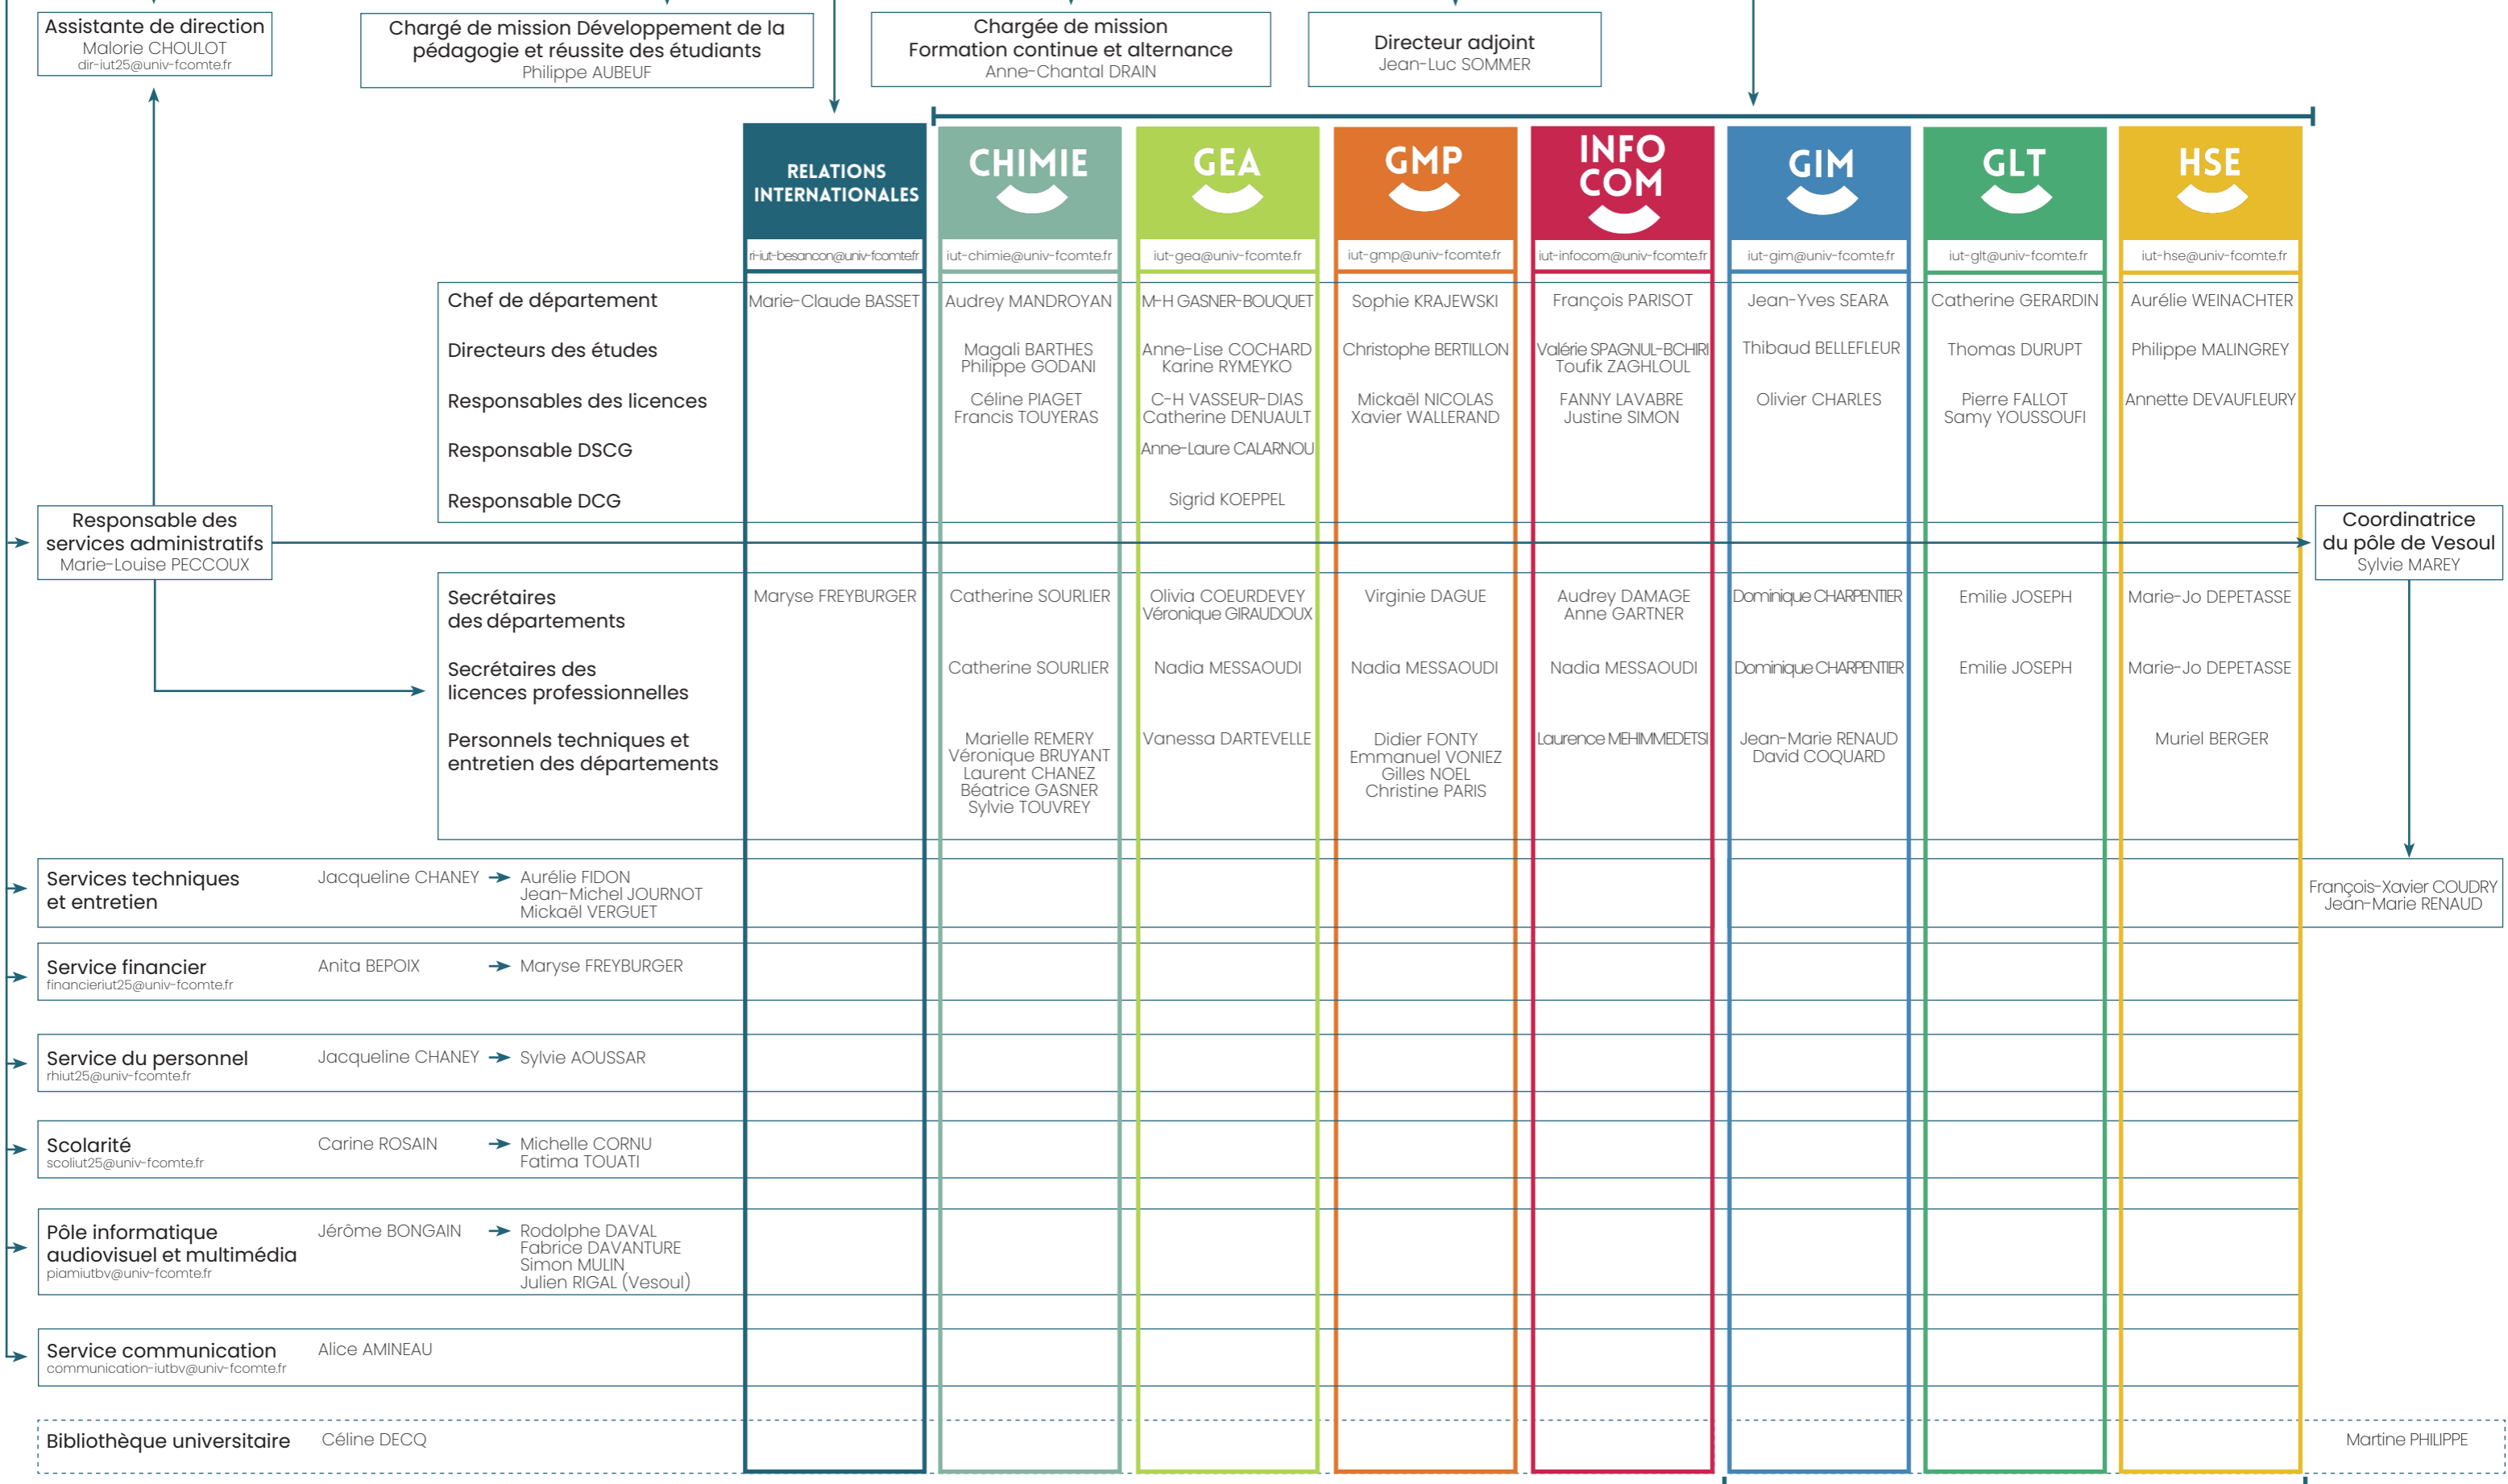 Assistante de direction
Malorie CHOULOT
dir-iut25@univ-fcomte.fr
Chargé de mission Développement de la
pédagogie et réussite des étudiants
Philippe AUBEUF
Chargée de mission
Formation continue et alternance
Anne-Chantal DRAIN
Directeur adjoint
Jean-Luc SOMMER
RELATIONS
INTERNATIONALES
CHIMIE
GEA
GMP
INFO
COM
GIM
GLT
HSE
ri-iut-besancon@univ-fcomte.fr
iut-chimie@univ-fcomte.fr
iut-gea@univ-fcomte.fr
iut-gmp@univ-fcomte.fr
iut-infocom@univ-fcomte.fr
iut-gim@univ-fcomte.fr
iut-glt@univ-fcomte.fr
iut-hse@univ-fcomte.fr
Chef de département
Marie-Claude BASSET
Audrey MANDROYAN
M-H GASNER-BOUQUET
Sophie KRAJEWSKI
François PARISOT
Jean-Yves SEARA
Catherine GERARDIN
Aurélie WEINACHTER
Directeurs des études
Magali BARTHES
Philippe GODANI
Anne-Lise COCHARD
Karine RYMEYKO
Christophe BERTILLON
Valérie SPAGNUL-BCHIRI
Toufik ZAGHLOUL
Thibaud BELLEFLEUR
Thomas DURUPT
Philippe MALINGREY
Responsables des licences
Céline PIAGET
Francis TOUYERAS
C-H VASSEUR-DIAS
Catherine DENUAULT
Mickaël NICOLAS
Xavier WALLERAND
FANNY LAVABRE
Justine SIMON
Olivier CHARLES
Pierre FALLOT
Samy YOUSSOUFI
Annette DEVAUFLEURY
Responsable DSCG
Anne-Laure CALARNOU
Responsable DCG
Sigrid KOEPPEL
Responsable des
services administratifs
Marie-Louise PECCOUX
Coordinatrice
du pôle de Vesoul
Sylvie MAREY
Secrétaires
des départements
Maryse FREYBURGER
Catherine SOURLIER
Olivia COEURDEVEY
Véronique GIRAUDOUX
Virginie DAGUE
Audrey DAMAGE
Anne GARTNER
Dominique CHARPENTIER
Emilie JOSEPH
Marie-Jo DEPETASSE
Secrétaires des
licences professionnelles
Catherine SOURLIER
Nadia MESSAOUDI
Nadia MESSAOUDI
Nadia MESSAOUDI
Dominique CHARPENTIER
Emilie JOSEPH
Marie-Jo DEPETASSE
Personnels techniques et
entretien des départements
Marielle REMERY
Véronique BRUYANT
Laurent CHANEZ
Béatrice GASNER
Sylvie TOUVREY
Vanessa DARTEVELLE
Didier FONTY
Emmanuel VONIEZ
Gilles NOEL
Christine PARIS
Laurence MEHIMMEDETSI
Jean-Marie RENAUD
David COQUARD
Muriel BERGER
Services techniques
et entretien
Jacqueline CHANEY
Aurélie FIDON
Jean-Michel JOURNOT
Mickaël VERGUET
François-Xavier COUDRY
Jean-Marie RENAUD
Service financier
financieriut25@univ-fcomte.fr
Anita BEPOIX
Maryse FREYBURGER
Service du personnel
rhiut25@univ-fcomte.fr
Jacqueline CHANEY
Sylvie AOUSSAR
Scolarité
scoliut25@univ-fcomte.fr
Carine ROSAIN
Michelle CORNU
Fatima TOUATI
Pôle informatique
audiovisuel et multimédia
piamiutbv@univ-fcomte.fr
Jérôme BONGAIN
Rodolphe DAVAL
Fabrice DAVANTURE
Simon MULIN
Julien RIGAL (Vesoul)
Service communication
communication-iutbv@univ-fcomte.fr
Alice AMINEAU
Bibliothèque universitaire
Céline DECQ
Martine PHILIPPE